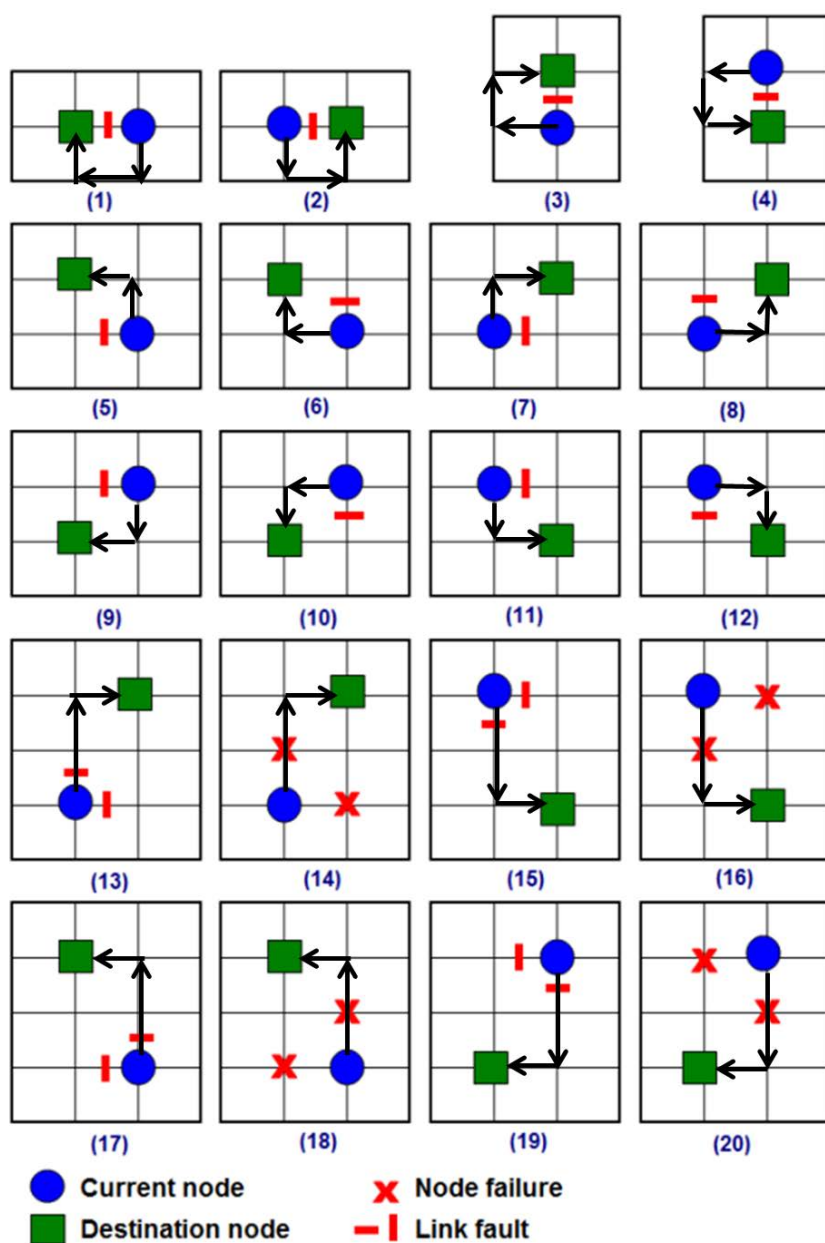 (1) (2) (3) (4)
(5) (6) (7) (8)
(9) (10) (11) (12)
(13) (14) (15) (16)
(17) (18) (19) (20)
Current node Node failure
Destination node Link fault